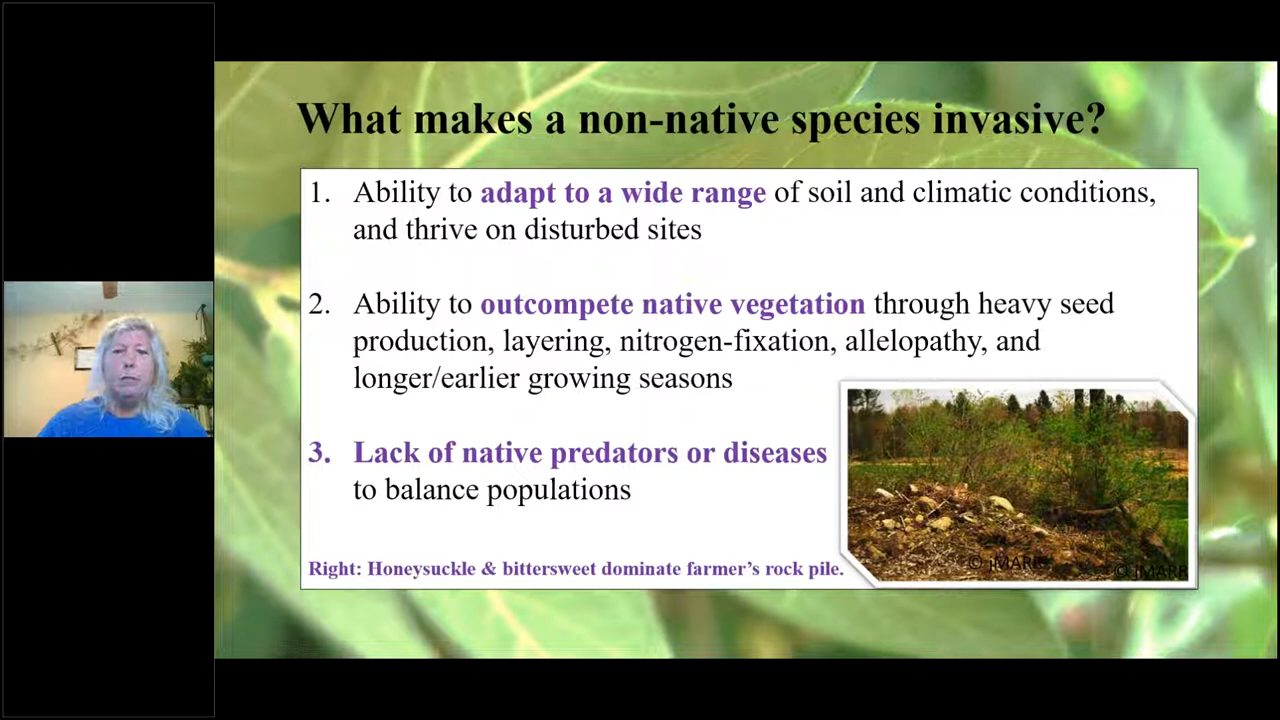 What makes a non-native species invasive?
1. Ability to adapt to a wide range of soil and climatic conditions,
and thrive on disturbed sites
2. Ability to outcompete native vegetation through heavy seed
production, layering, nitrogen-fixation, allelopathy, and
longer/earlier growing seasons
3. Lack of native predators or diseases
to balance populations
Right: Honeysuckle & bittersweet dominate farmer's rock pile.
© JMARR
© JMARR